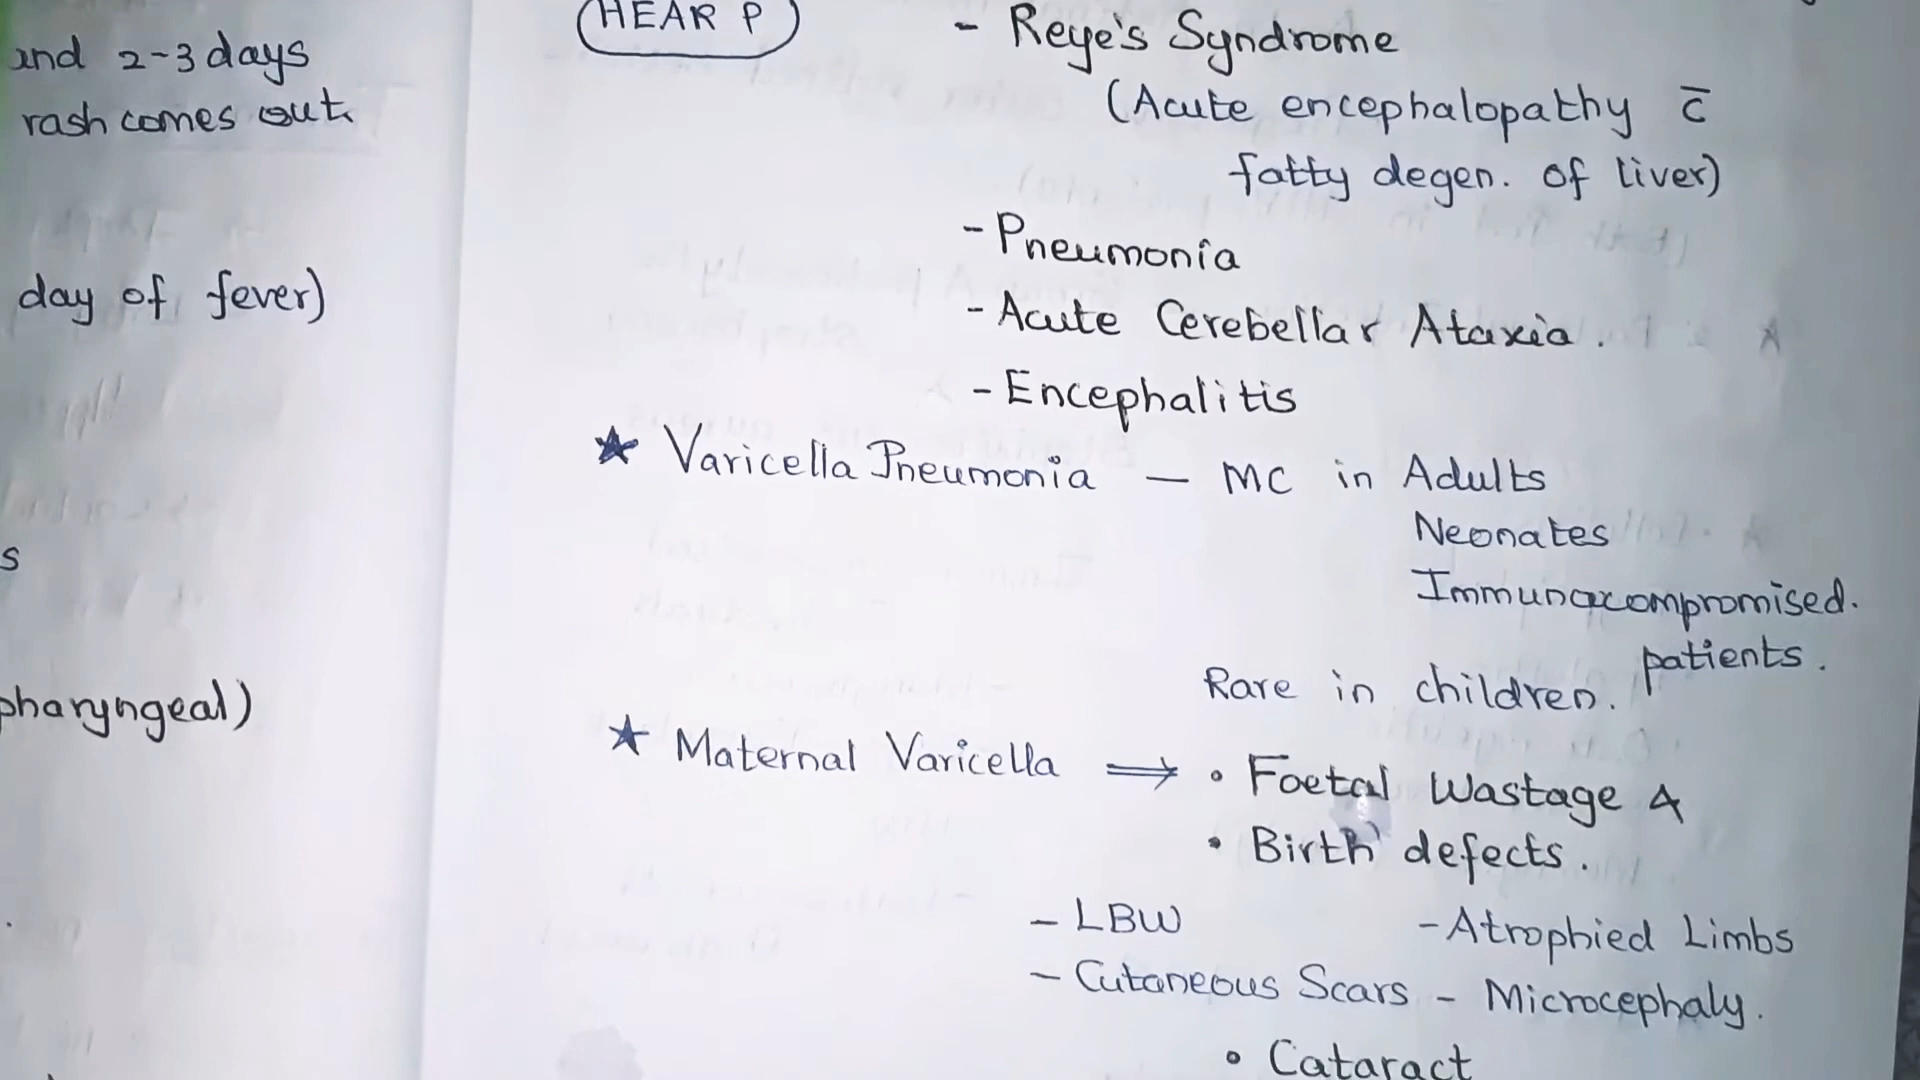 and 2-3 days
rash comes out.
day of fever)
s
pharyngeal)
HEAR P
- Reye's Syndrome
(Acute encephalopathy c̄
fatty degen. of liver)
- Pneumonia
- Acute Cerebellar Ataxia.
- Encephalitis
★ Varicella Pneumonia — MC in Adults
Neonates
Immunocompromised.
patients.
Rare in children.
★ Maternal Varicella ⇒ • Foetal Wastage &
• Birth defects.
- LBW - Atrophied Limbs
- Cutaneous Scars - Microcephaly.
• Cataract